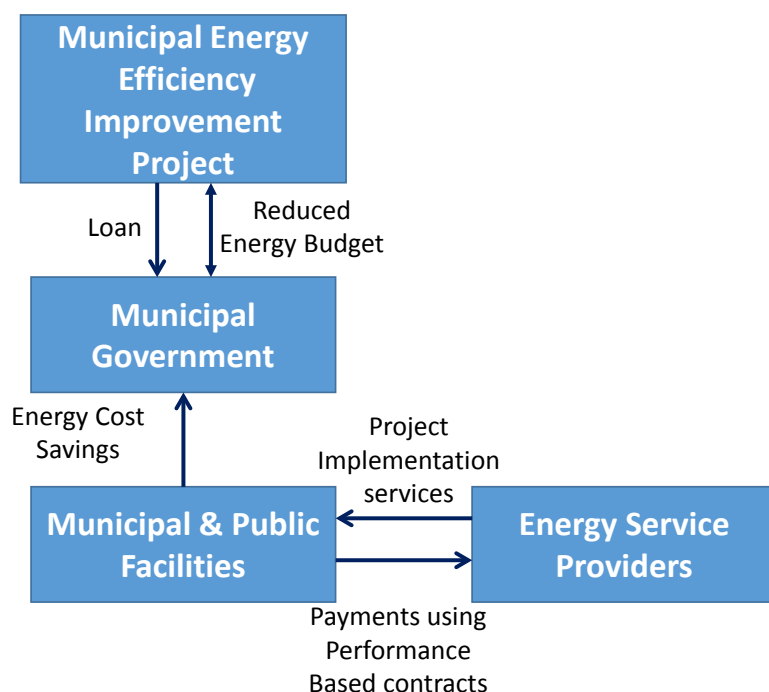 Municipal Energy
Efficiency
Improvement
Project
Loan
Reduced
Energy Budget
Municipal
Government
Energy Cost
Savings
Project
Implementation
services
Municipal & Public
Facilities
Energy Service
Providers
Payments using
Performance
Based contracts